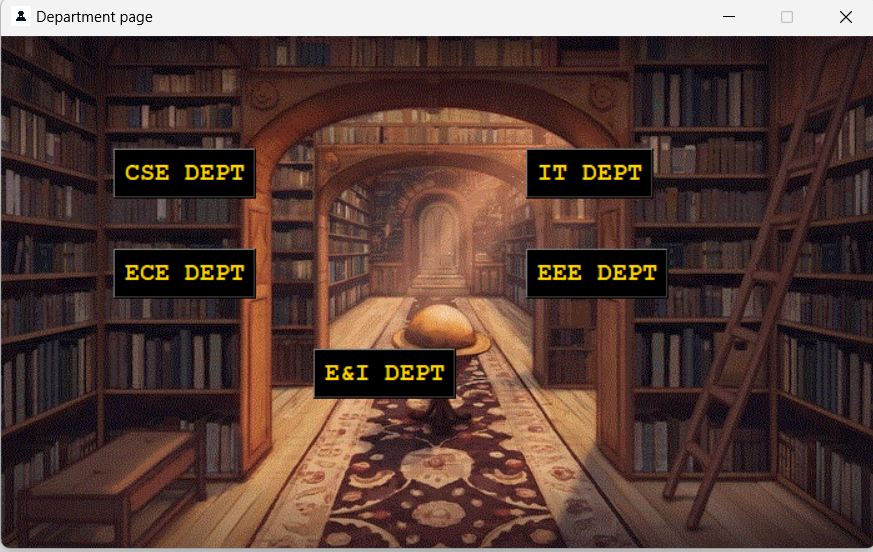 Department page
CSE DEPT
IT DEPT
ECE DEPT
EEE DEPT
E&I DEPT